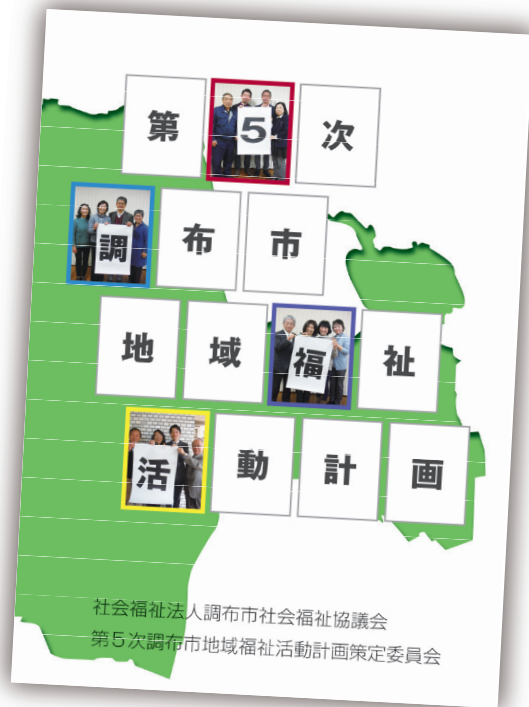 第5次
調布市
地域福祉
活動計画
社会福祉法人調布市社会福祉協議会
第5次調布市地域福祉活動計画策定委員会